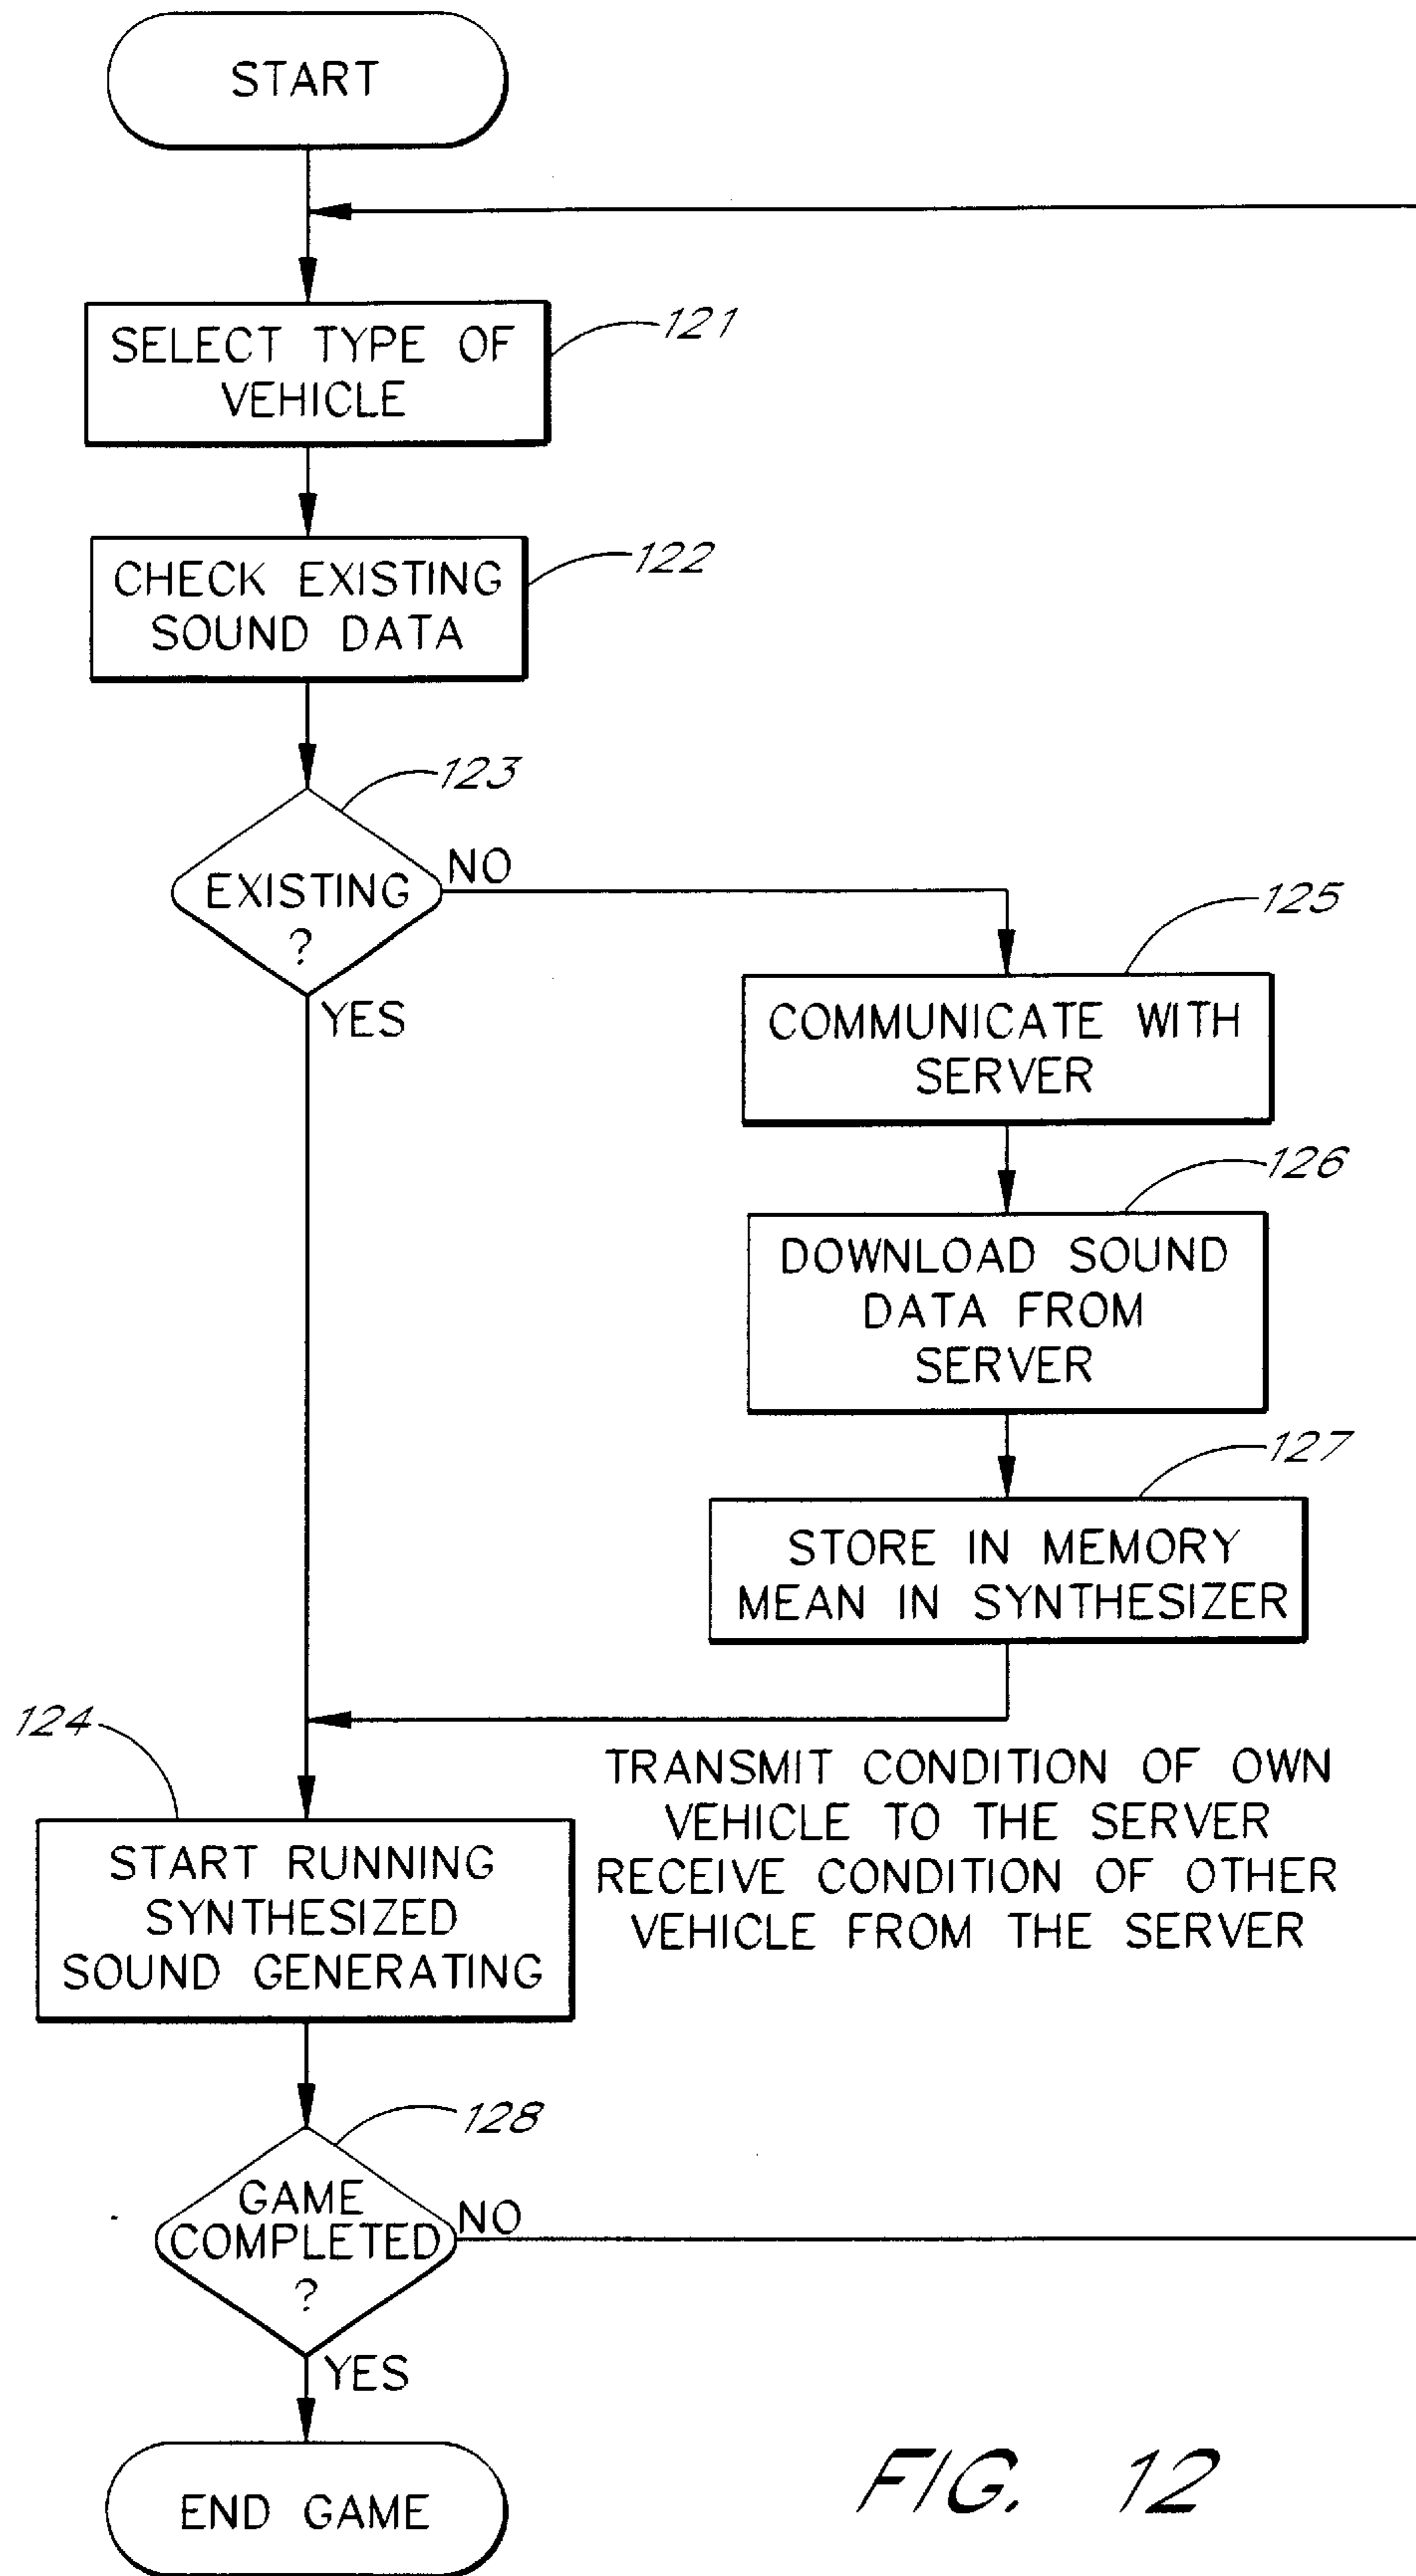 START
SELECT TYPE OF
VEHICLE
121
CHECK EXISTING
SOUND DATA
122
123
EXISTING
?
NO
YES
125
COMMUNICATE WITH
SERVER
126
DOWNLOAD SOUND
DATA FROM
SERVER
127
STORE IN MEMORY
MEAN IN SYNTHESIZER
124
START RUNNING
SYNTHESIZED
SOUND GENERATING
TRANSMIT CONDITION OF OWN
VEHICLE TO THE SERVER
RECEIVE CONDITION OF OTHER
VEHICLE FROM THE SERVER
128
GAME
COMPLETED
?
NO
YES
END GAME
FIG. 12